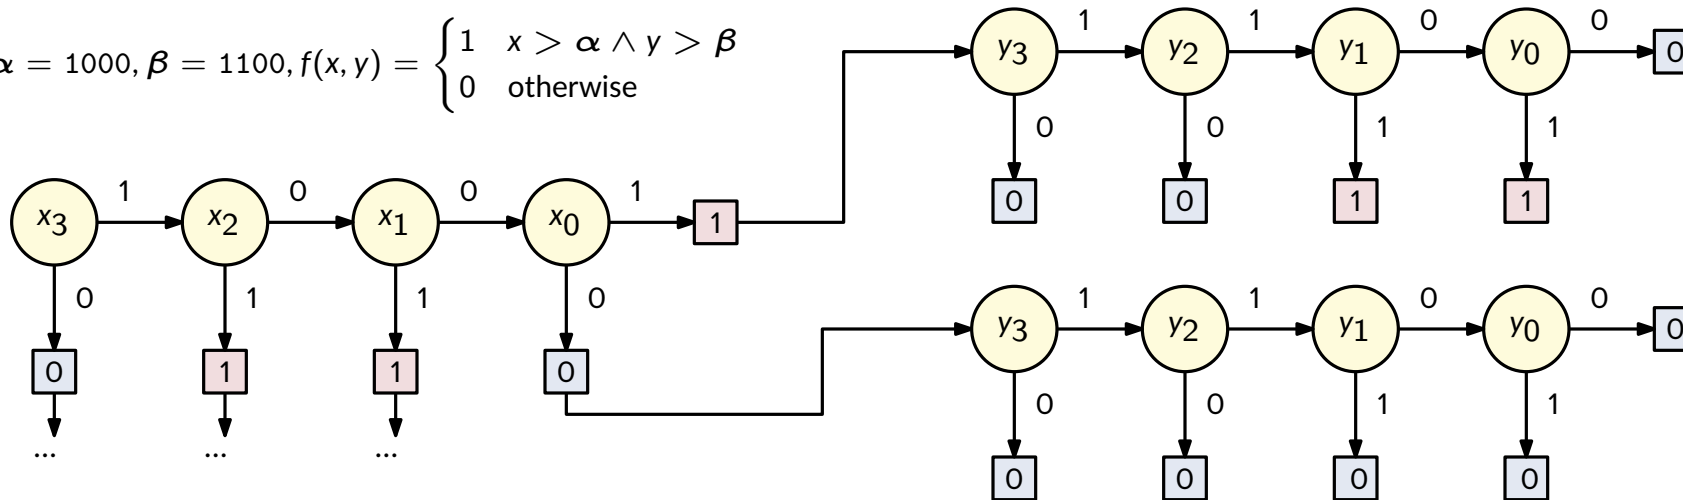 α = 1000, β = 1100, f(x, y) = { 1 x > α ∧ y > β
0 otherwise
y3 1 y2 1 y1 0 y0 0 0
0 0 1 1
0 0 1 1
x3 1 x2 0 x1 0 x0 1 1
0 1 1 0
0 1 1 0
... ... ...
y3 1 y2 1 y1 0 y0 0 0
0 0 1 1
0 0 0 0